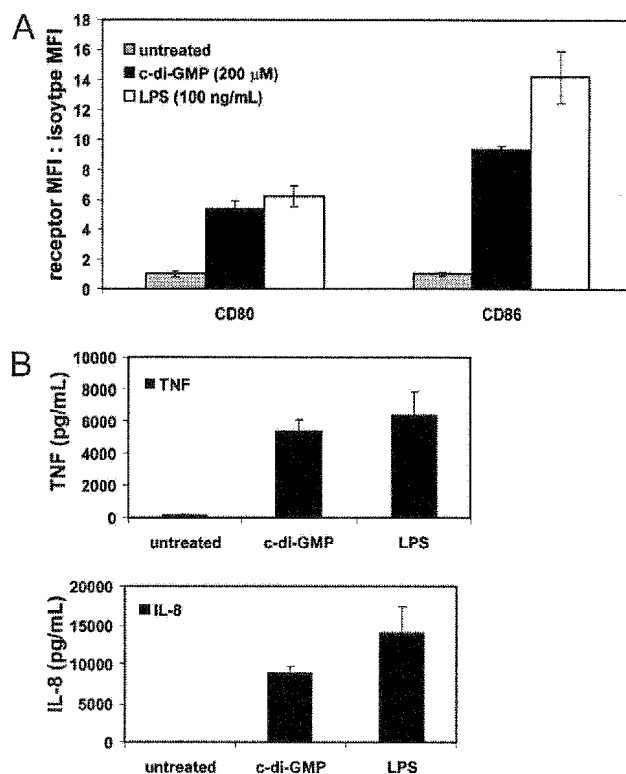 A
receptor MFI : isoytpe MFI
untreated
c-di-GMP (200 µM)
LPS (100 ng/mL)
18
16
14
12
10
8
6
4
2
0
CD80 CD86
B
TNF (pg/mL)
TNF
10000
8000
6000
4000
2000
0
untreated c-di-GMP LPS
IL-8 (pg/mL)
IL-8
20000
15000
10000
5000
0
untreated c-di-GMP LPS